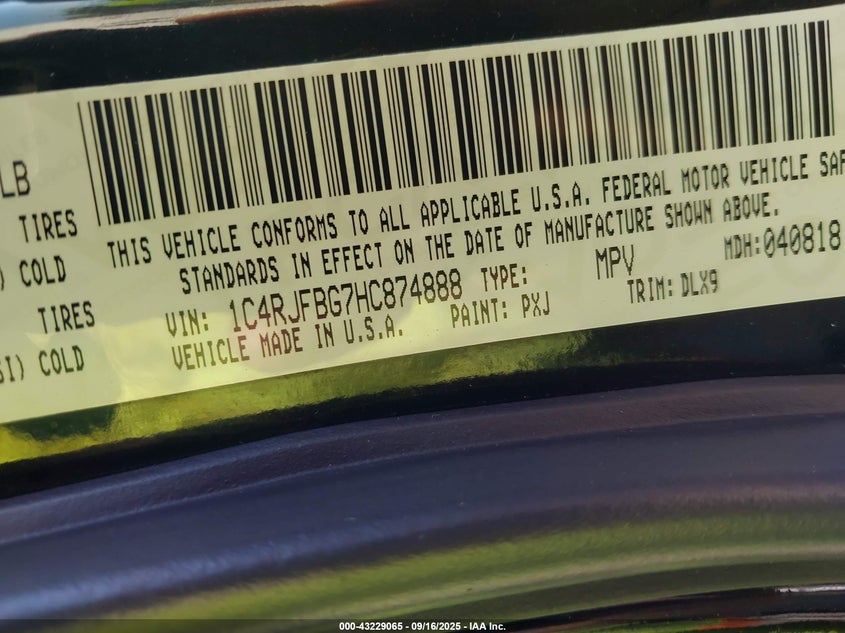 LB
TIRES
) COLD
TIRES
SI) COLD
THIS VEHICLE CONFORMS TO ALL APPLICABLE U.S.A. FEDERAL MOTOR VEHICLE SAF
STANDARDS IN EFFECT ON THE DATE OF MANUFACTURE SHOWN ABOVE.
VIN: 1C4RJFBG7HC874888 TYPE: MPV MDH:040818
VEHICLE MADE IN U.S.A. PAINT: PXJ TRIM: DLX9
000-43229065 - 09/16/2025 - IAA Inc.